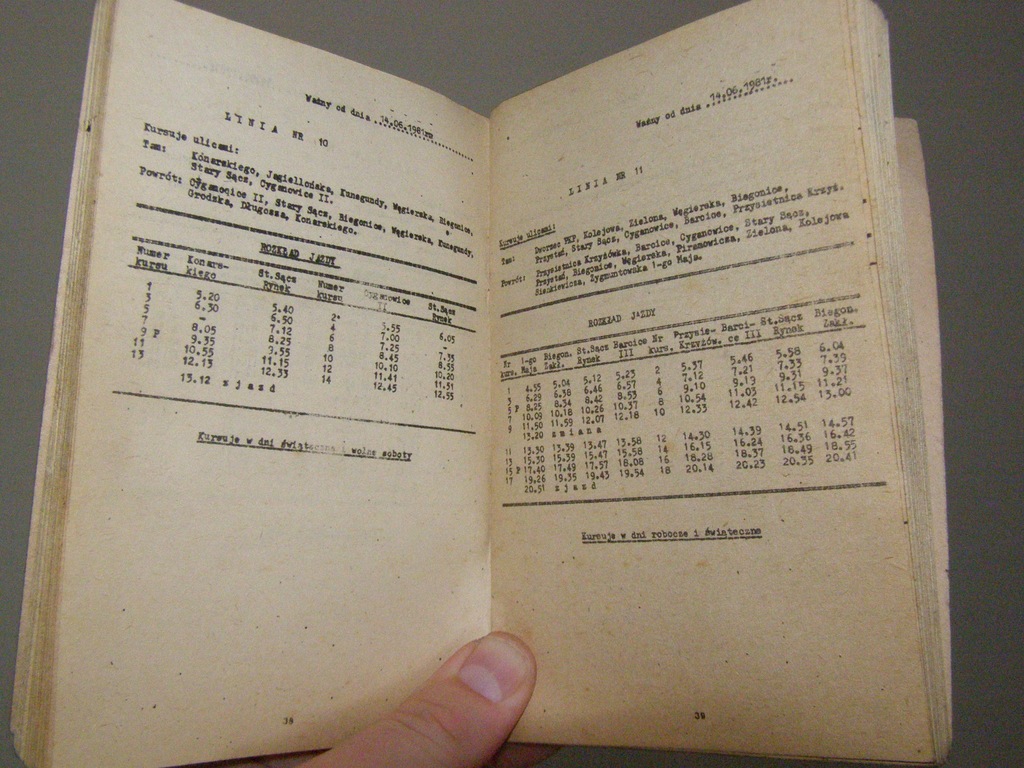 Ważny od dnia 14.06.1981r.
LINIA NR 10
Kursuje ulicami:
Tam: Konarskiego, Jagiellońska, Kunegundy, Węgierska, Biegonice,
Stary Sącz, Cyganowice II.
Powrót: Cyganowice II, Stary Sącz, Biegonice, Węgierska, Kunegundy,
Grodzka, Długosza, Konarskiego.
ROZKŁAD JAZDY
Numer kursu Konarskiego St.Sącz Rynek Numer kursu Cyganowice II St.Sącz Rynek
1 5.20 5.40 2 5.55 6.05
3 6.30 6.50 4 7.00 -
5 - 7.12 6 7.25 7.35
7 8.05 8.25 8 8.45 8.55
9 P 9.35 9.55 10 10.10 10.20
11 10.55 11.15 12 11.41 11.51
13 12.13 12.33 14 12.45 12.55
13.12 zjazd
Kursuje w dni świąteczne i wolne soboty
38
Ważny od dnia 14.06.1981r.
LINIA NR 11
Kursuje ulicami:
Tam: Dworzec PKP, Kolejowa, Zielona, Węgierska, Biegonice,
Przystań, Stary Sącz, Cyganowice, Barcice, Przysietnica Krzyż.
Powrót: Przysietnica Krzyżówka, Barcice, Cyganowice, Stary Sącz,
Przystań, Biegonice, Węgierska, Piramowicza, Zielona, Kolejowa
Sienkiewicza, Zygmuntowska 1-go Maja.
ROZKŁAD JAZDY
Nr kurs. 1-go Maja Biegon. Zakł. St.Sącz Rynek Barcice III Nr kurs. Przysie- Krzyżów. Barci- ce III St.Sącz Rynek Biegon. Zakł.
1 4.55 5.04 5.12 5.23 2 5.37 5.46 5.58 6.04
3 6.29 6.38 6.46 6.57 4 7.12 7.21 7.33 7.39
5 P 8.25 8.34 8.42 8.53 6 9.10 9.19 9.31 9.37
7 10.09 10.18 10.26 10.37 8 10.54 11.03 11.15 11.21
9 11.50 11.59 12.07 12.18 10 12.33 12.42 12.54 13.00
13.20 zmiana
11 13.30 13.39 13.47 13.58 12 14.30 14.39 14.51 14.57
13 15.30 15.39 15.47 15.58 14 16.15 16.24 16.36 16.42
15 P 17.40 17.49 17.57 18.08 16 18.28 18.37 18.49 18.55
17 19.26 19.35 19.43 19.54 18 20.14 20.23 20.35 20.41
20.51 zjazd
Kursuje w dni robocze i świąteczne
39